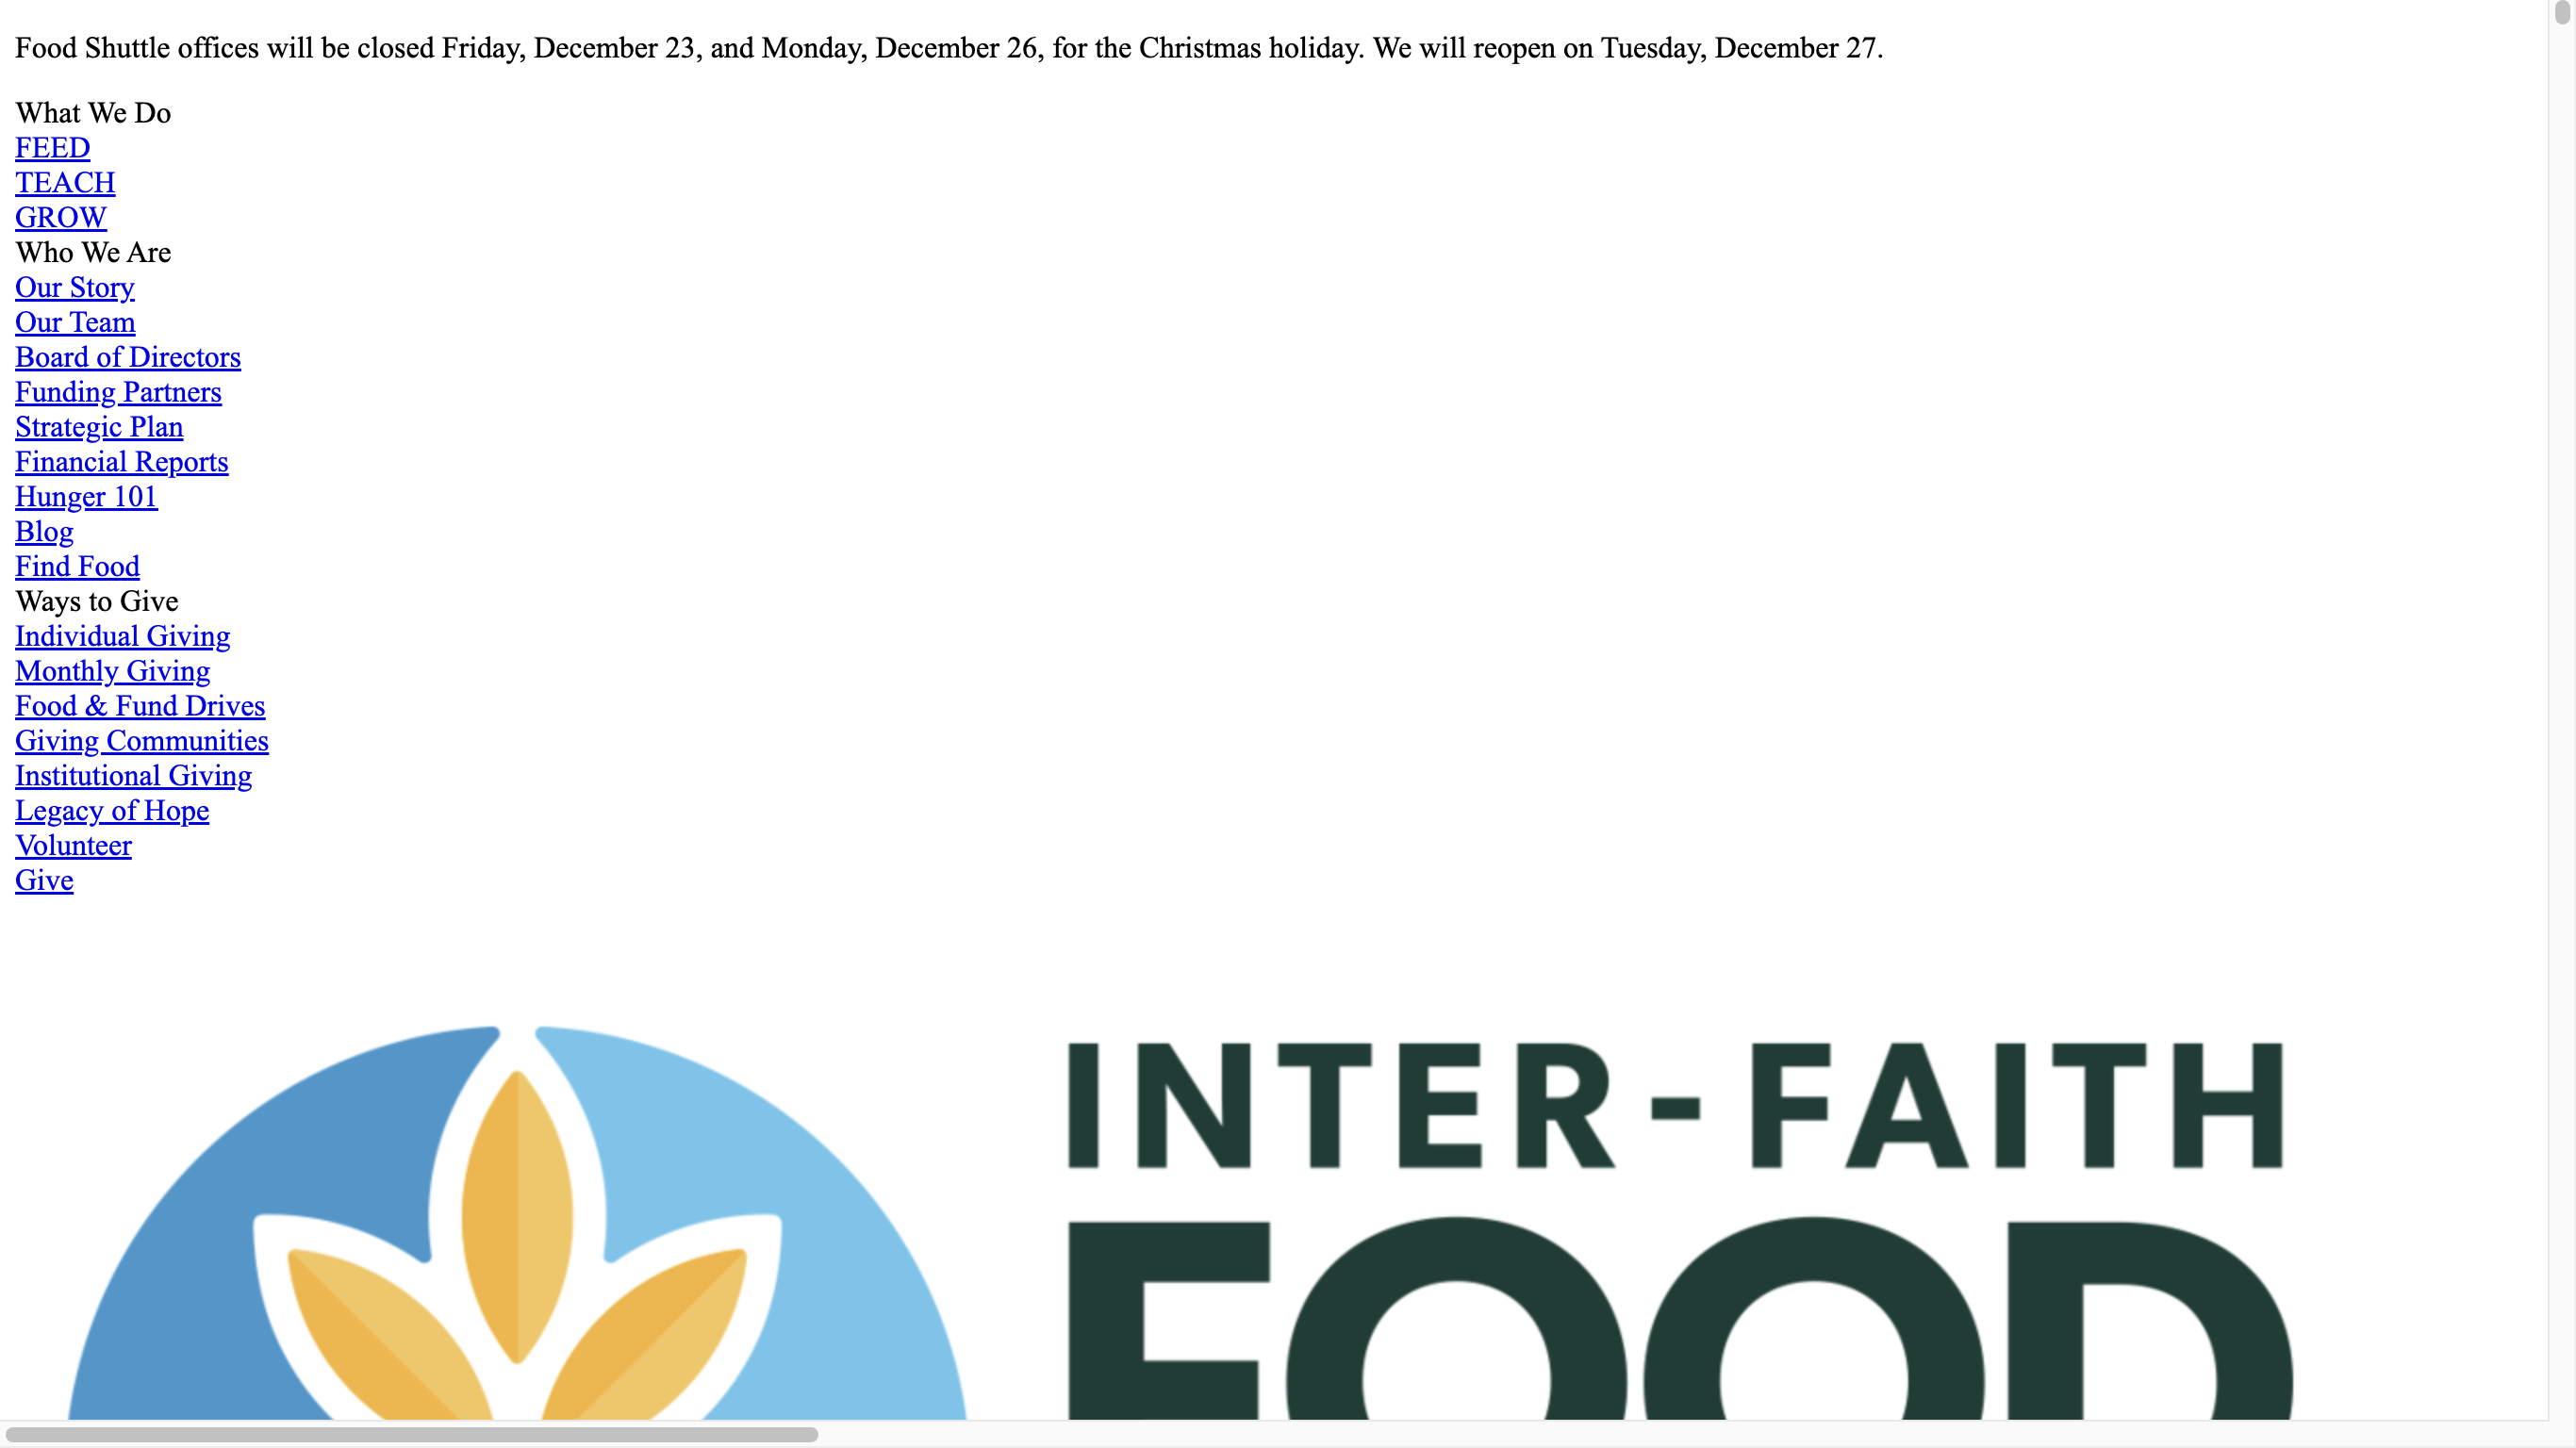 Food Shuttle offices will be closed Friday, December 23, and Monday, December 26, for the Christmas holiday. We will reopen on Tuesday, December 27.
What We Do
FEED
TEACH
GROW
Who We Are
Our Story
Our Team
Board of Directors
Funding Partners
Strategic Plan
Financial Reports
Hunger 101
Blog
Find Food
Ways to Give
Individual Giving
Monthly Giving
Food & Fund Drives
Giving Communities
Institutional Giving
Legacy of Hope
Volunteer
Give
INTER-FAITH
FOOD